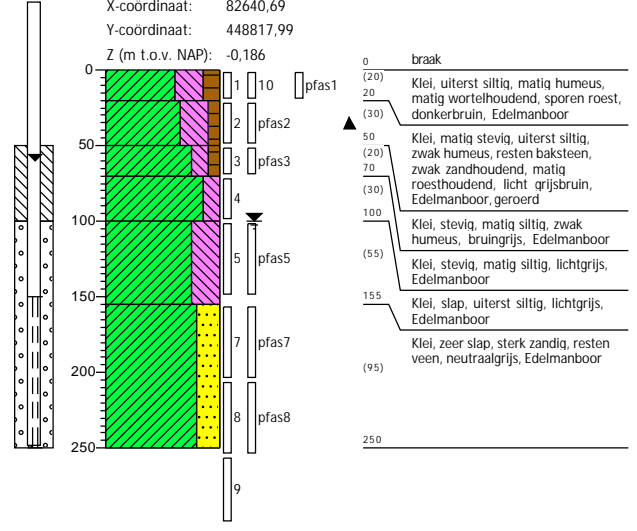 X-coördinaat: 82640,69
Y-coördinaat: 448817,99
Z (m t.o.v. NAP): -0,186
0
50
100
150
200
250
1 10 pfas1
2 pfas2
3 pfas3
4
5 pfas5
7 pfas7
8 pfas8
9
0 braak
(20)
Klei, uiterst siltig, matig humeus,
matig wortelhoudend, sporen roest,
donkerbruin, Edelmanboor
20
(30)
Klei, matig stevig, uiterst siltig,
zwak humeus, resten baksteen,
zwak zandhoudend, matig
roesthoudend, licht grijsbruin,
Edelmanboor, geroerd
50
(20)
Klei, stevig, matig siltig, zwak
humeus, bruingrijs, Edelmanboor
70
(30)
Klei, stevig, matig siltig, lichtgrijs,
Edelmanboor
100
(55)
Klei, slap, uiterst siltig, lichtgrijs,
Edelmanboor
155
(95)
Klei, zeer slap, sterk zandig, resten
veen, neutraalgrijs, Edelmanboor
250